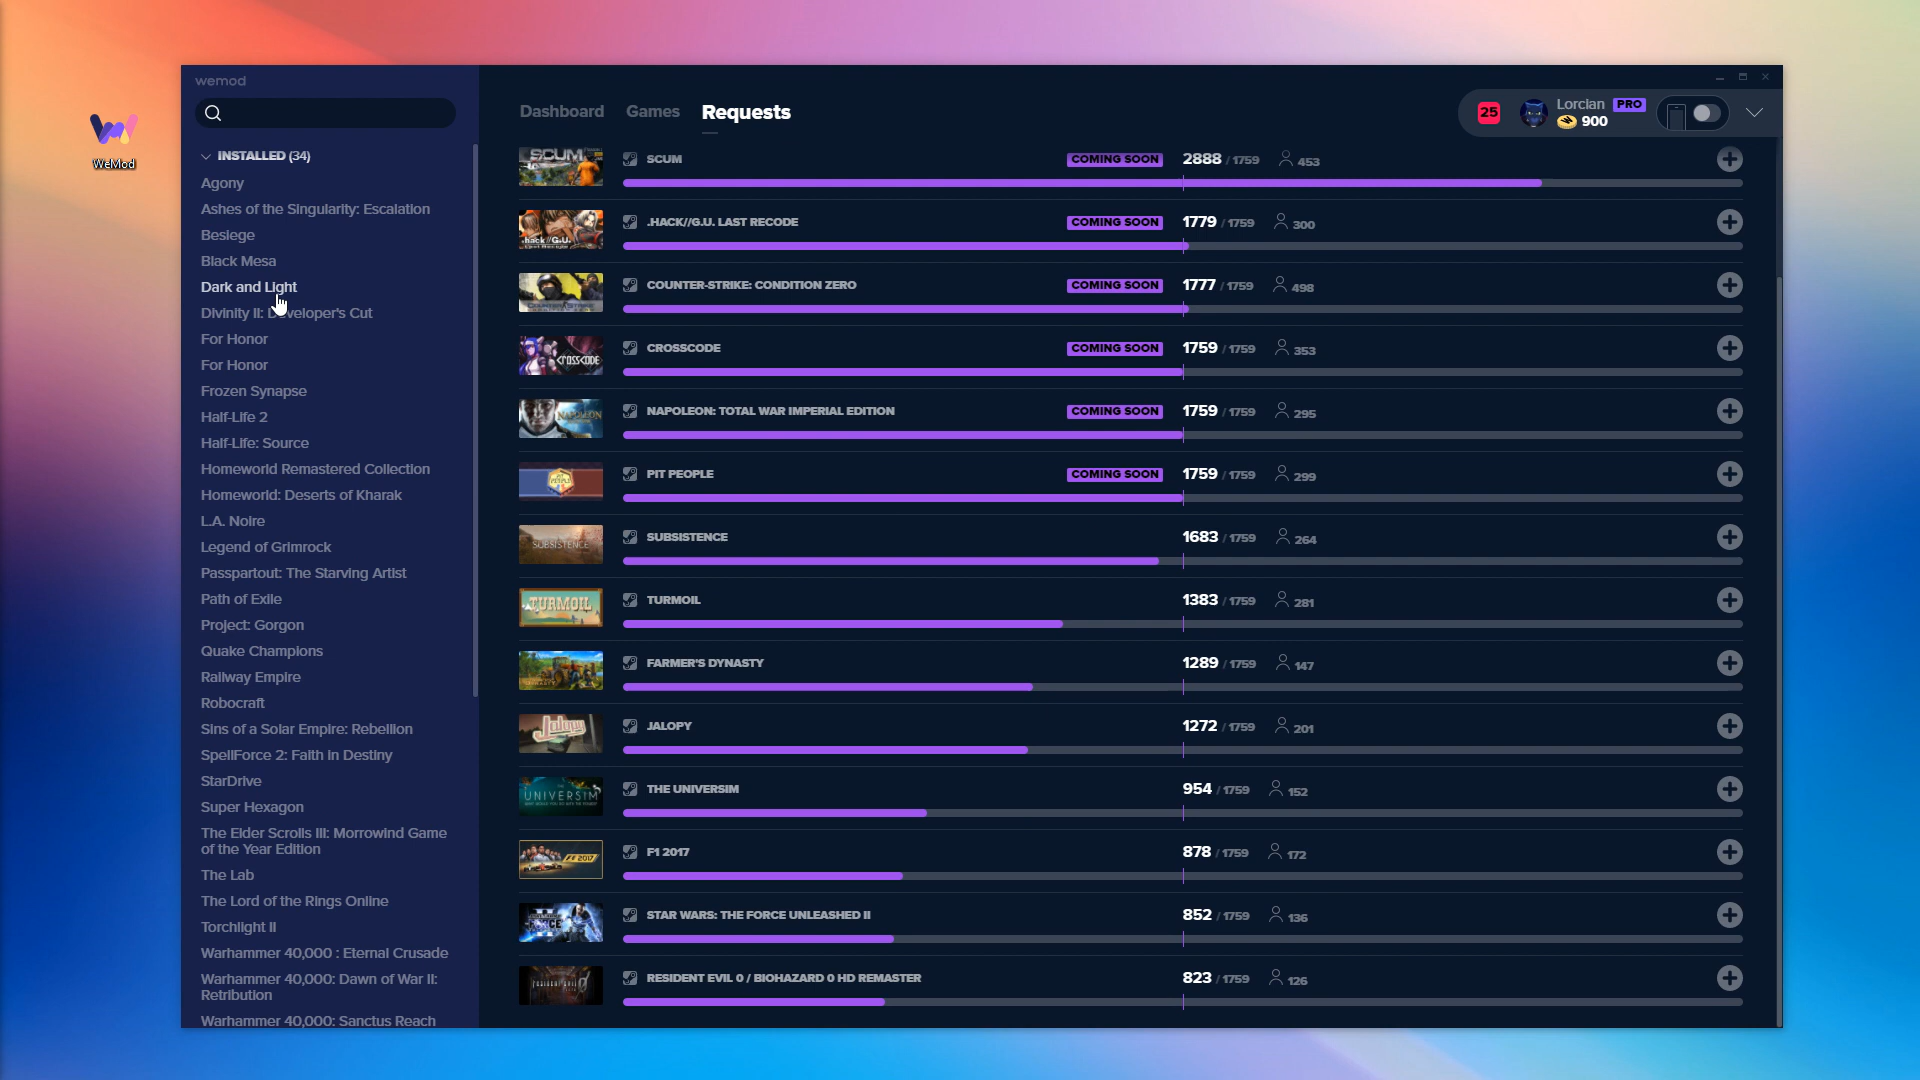 wemod
Dashboard Games Requests
25
Lorcian PRO
900
WeMod
INSTALLED (34)
Agony
Ashes of the Singularity: Escalation
Besiege
Black Mesa
Dark and Light
Divinity II: Developer's Cut
For Honor
For Honor
Frozen Synapse
Half-Life 2
Half-Life: Source
Homeworld Remastered Collection
Homeworld: Deserts of Kharak
L.A. Noire
Legend of Grimrock
Passpartout: The Starving Artist
Path of Exile
Project: Gorgon
Quake Champions
Railway Empire
Robocraft
Sins of a Solar Empire: Rebellion
SpellForce 2: Faith in Destiny
StarDrive
Super Hexagon
The Elder Scrolls III: Morrowind Game
of the Year Edition
The Lab
The Lord of the Rings Online
Torchlight II
Warhammer 40,000 : Eternal Crusade
Warhammer 40,000: Dawn of War II:
Retribution
Warhammer 40,000: Sanctus Reach
SCUM SCUM COMING SOON 2888 / 1759 453
.hack//G.U. .HACK//G.U. LAST RECODE COMING SOON 1779 / 1759 300
COUNTER-STRIKE: CONDITION ZERO COMING SOON 1777 / 1759 498
CROSSCODE CROSSCODE COMING SOON 1759 / 1759 353
NAPOLEON NAPOLEON: TOTAL WAR IMPERIAL EDITION COMING SOON 1759 / 1759 295
PIT PEOPLE COMING SOON 1759 / 1759 299
SUBSISTENCE SUBSISTENCE 1683 / 1759 264
TURMOIL TURMOIL 1383 / 1759 281
FARMER'S DYNASTY 1289 / 1759 147
Jalopy JALOPY 1272 / 1759 201
UNIVERSIM THE UNIVERSIM 954 / 1759 152
F1 2017 F1 2017 878 / 1759 172
STAR WARS: THE FORCE UNLEASHED II 852 / 1759 136
RESIDENT EVIL 0 / BIOHAZARD 0 HD REMASTER 823 / 1759 126